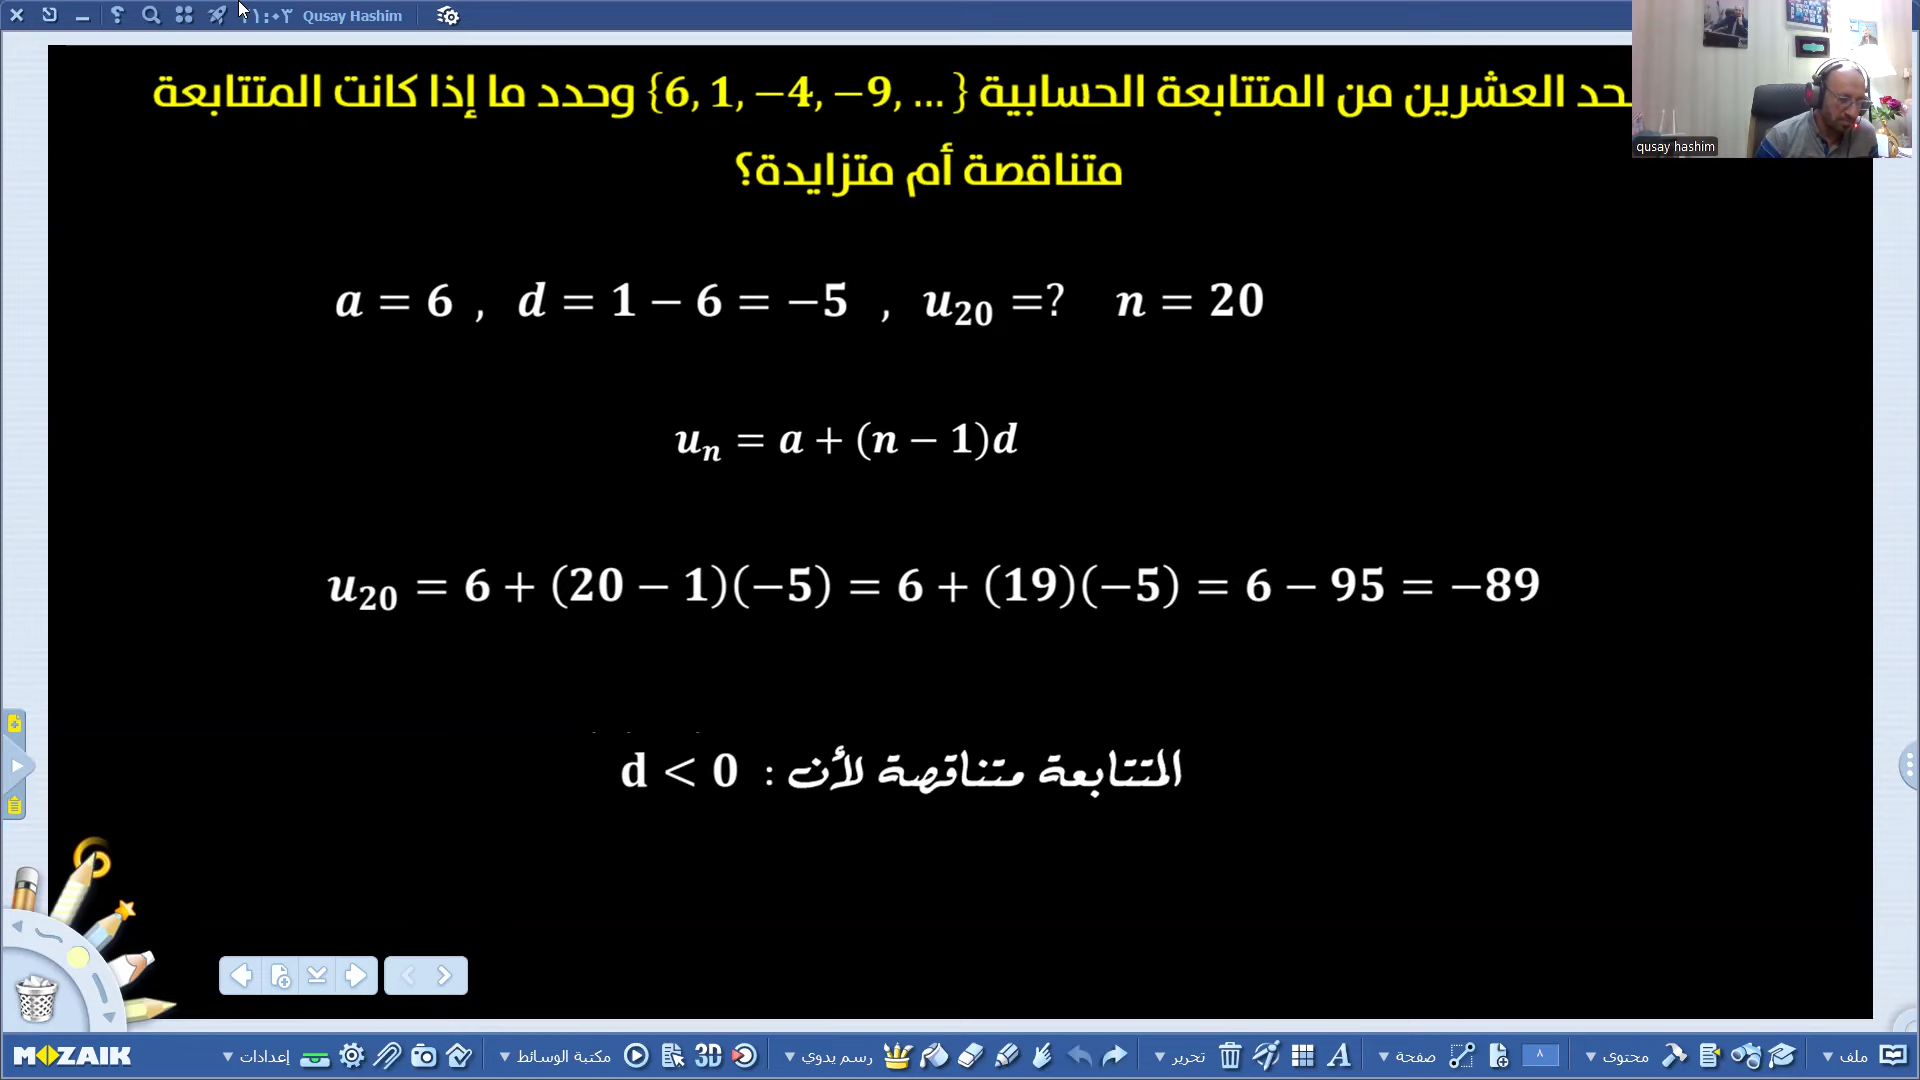 Qusay Hashim
qusay hashim
العشرين من المتتابعة الحسابية {6, 1, −4, −9, …} وحدد ما إذا كانت المتتابعة
متناقصة أم متزايدة؟
a = 6 , d = 1 − 6 = −5 , u₂₀ =? n = 20
uₙ = a + (n − 1)d
u₂₀ = 6 + (20 − 1)(−5) = 6 + (19)(−5) = 6 − 95 = −89
المتتابعة متناقصة لأن : d < 0
MOZAIK
ملف محتوى ٨ صفحة A تحرير رسم يدوي 3D مكتبة الوسائط إعدادات